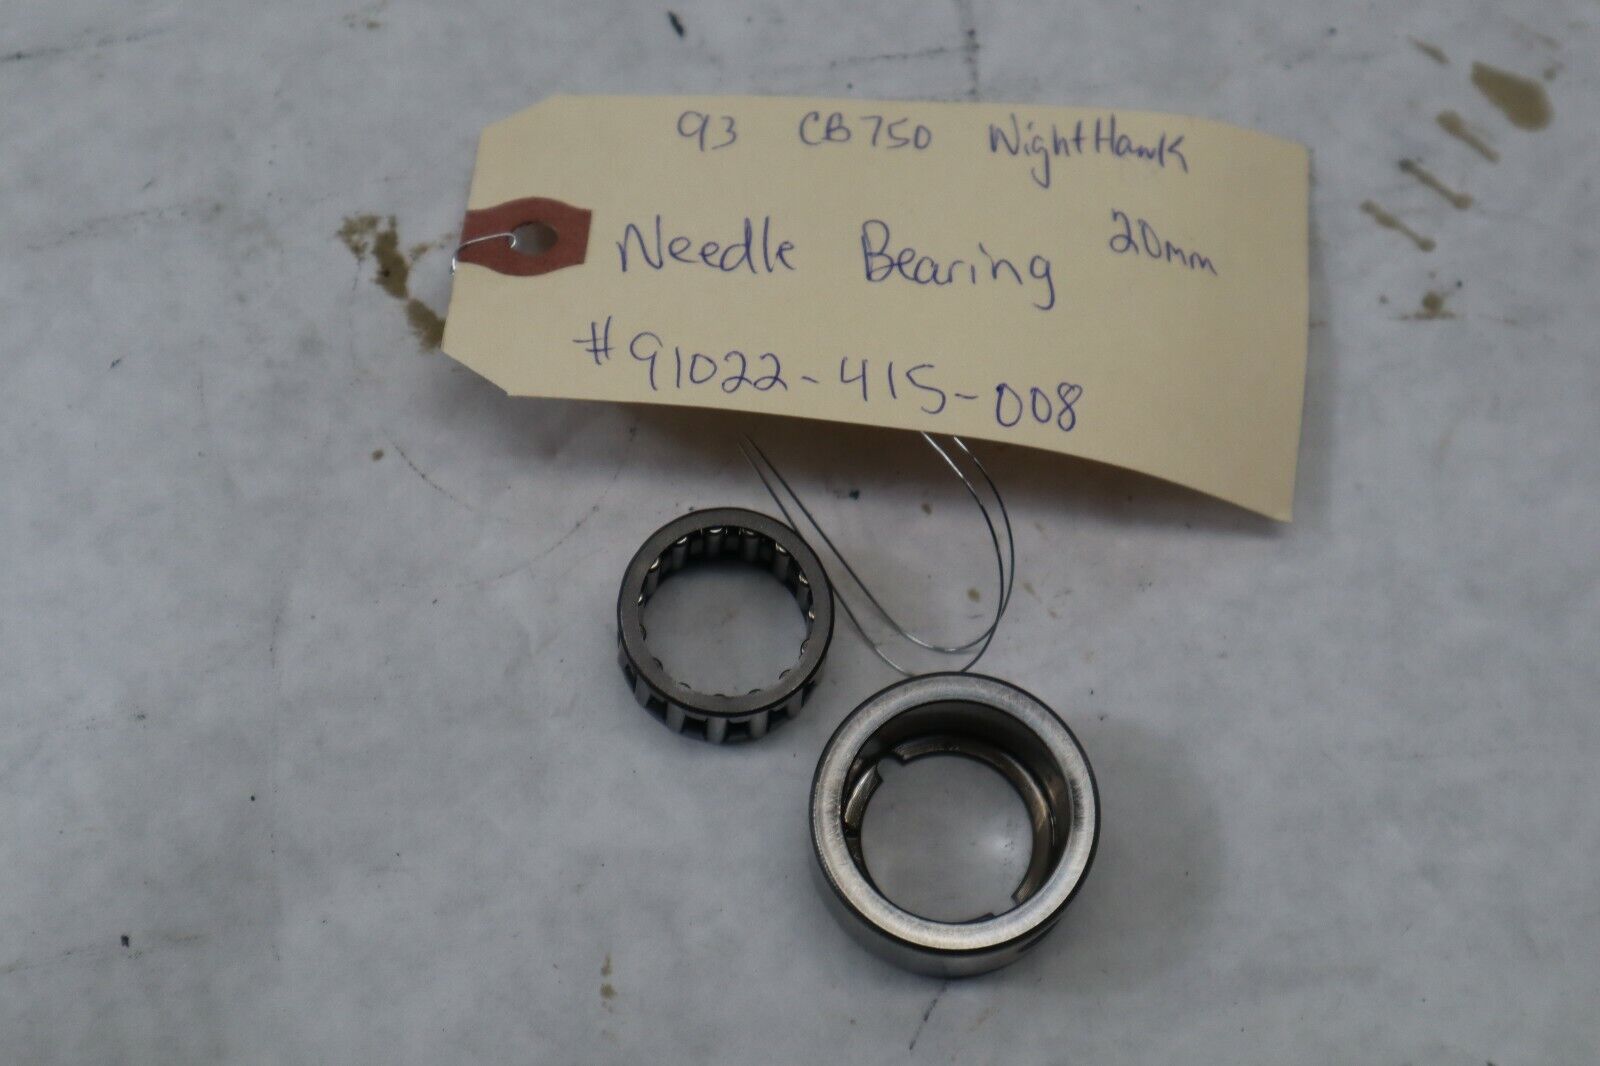 93 CB750 NightHawk
Needle Bearing 20mm
#91022-415-008